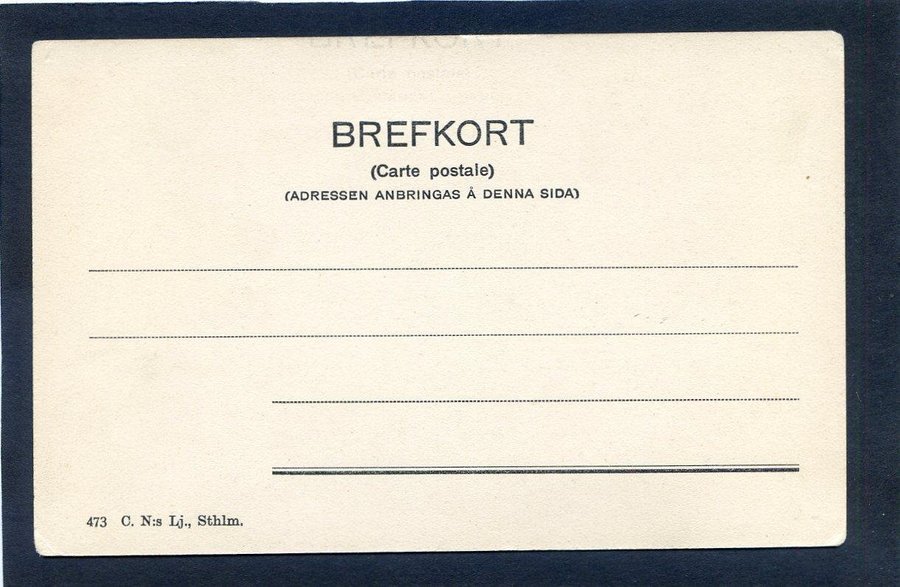 BREFKORT
(Carte postale)
(ADRESSEN ANBRINGAS Å DENNA SIDA)
473 C. N:s Lj., Sthlm.